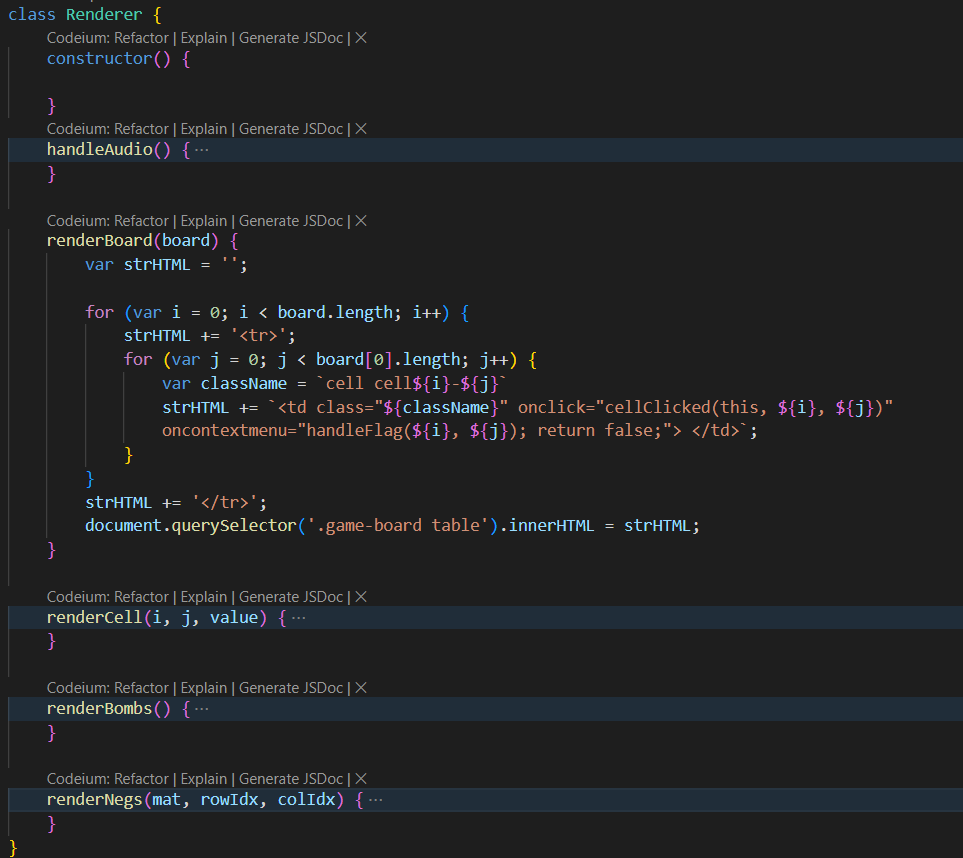 class Renderer {
Codeium: Refactor | Explain | Generate JSDoc | ×
constructor() {
}
Codeium: Refactor | Explain | Generate JSDoc | ×
handleAudio() { ···
}
Codeium: Refactor | Explain | Generate JSDoc | ×
renderBoard(board) {
var strHTML = '';
for (var i = 0; i < board.length; i++) {
strHTML += '<tr>';
for (var j = 0; j < board[0].length; j++) {
var className = `cell cell${i}-${j}`
strHTML += `<td class="${className}" onclick="cellClicked(this, ${i}, ${j})"
oncontextmenu="handleFlag(${i}, ${j}); return false;"> </td>`;
}
}
strHTML += '</tr>';
document.querySelector('.game-board table').innerHTML = strHTML;
}
Codeium: Refactor | Explain | Generate JSDoc | ×
renderCell(i, j, value) { ···
}
Codeium: Refactor | Explain | Generate JSDoc | ×
renderBombs() { ···
}
Codeium: Refactor | Explain | Generate JSDoc | ×
renderNegs(mat, rowIdx, colIdx) { ···
}
}